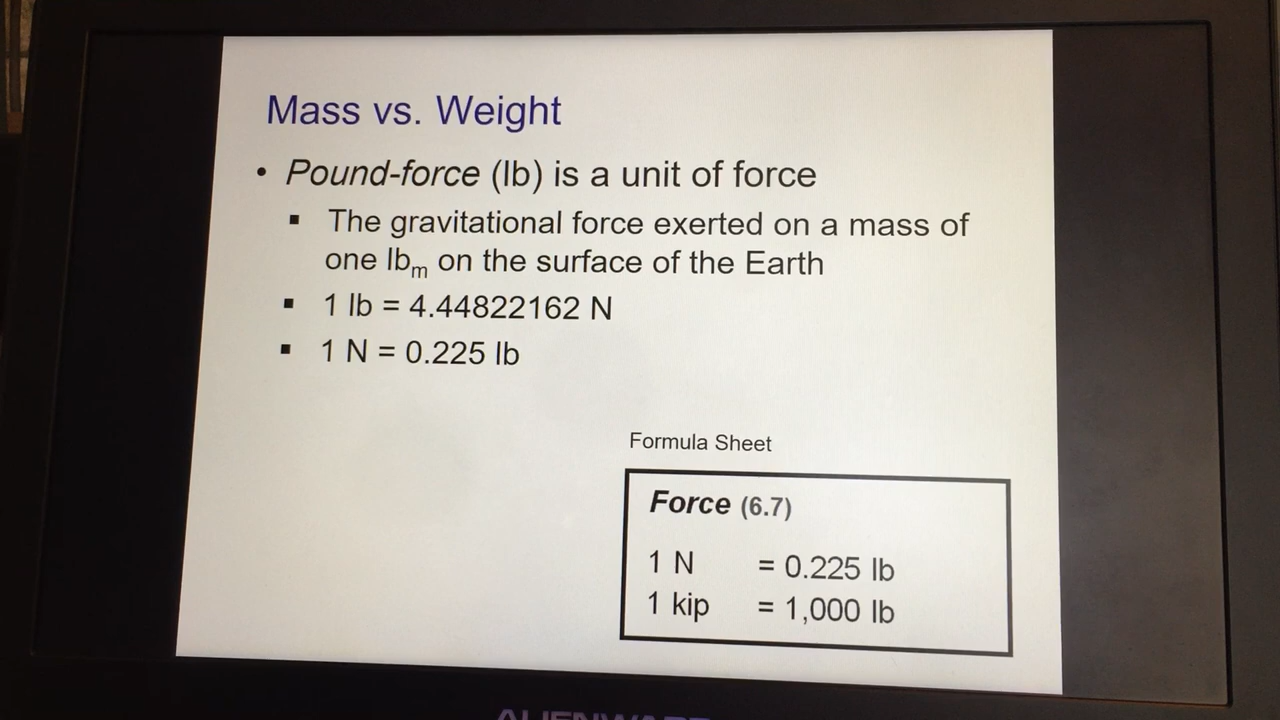 Mass vs. Weight
• Pound-force (lb) is a unit of force
▪ The gravitational force exerted on a mass of
one lbm on the surface of the Earth
▪ 1 lb = 4.44822162 N
▪ 1 N = 0.225 lb
Formula Sheet
Force (6.7)
1 N = 0.225 lb
1 kip = 1,000 lb
ALIENWARE